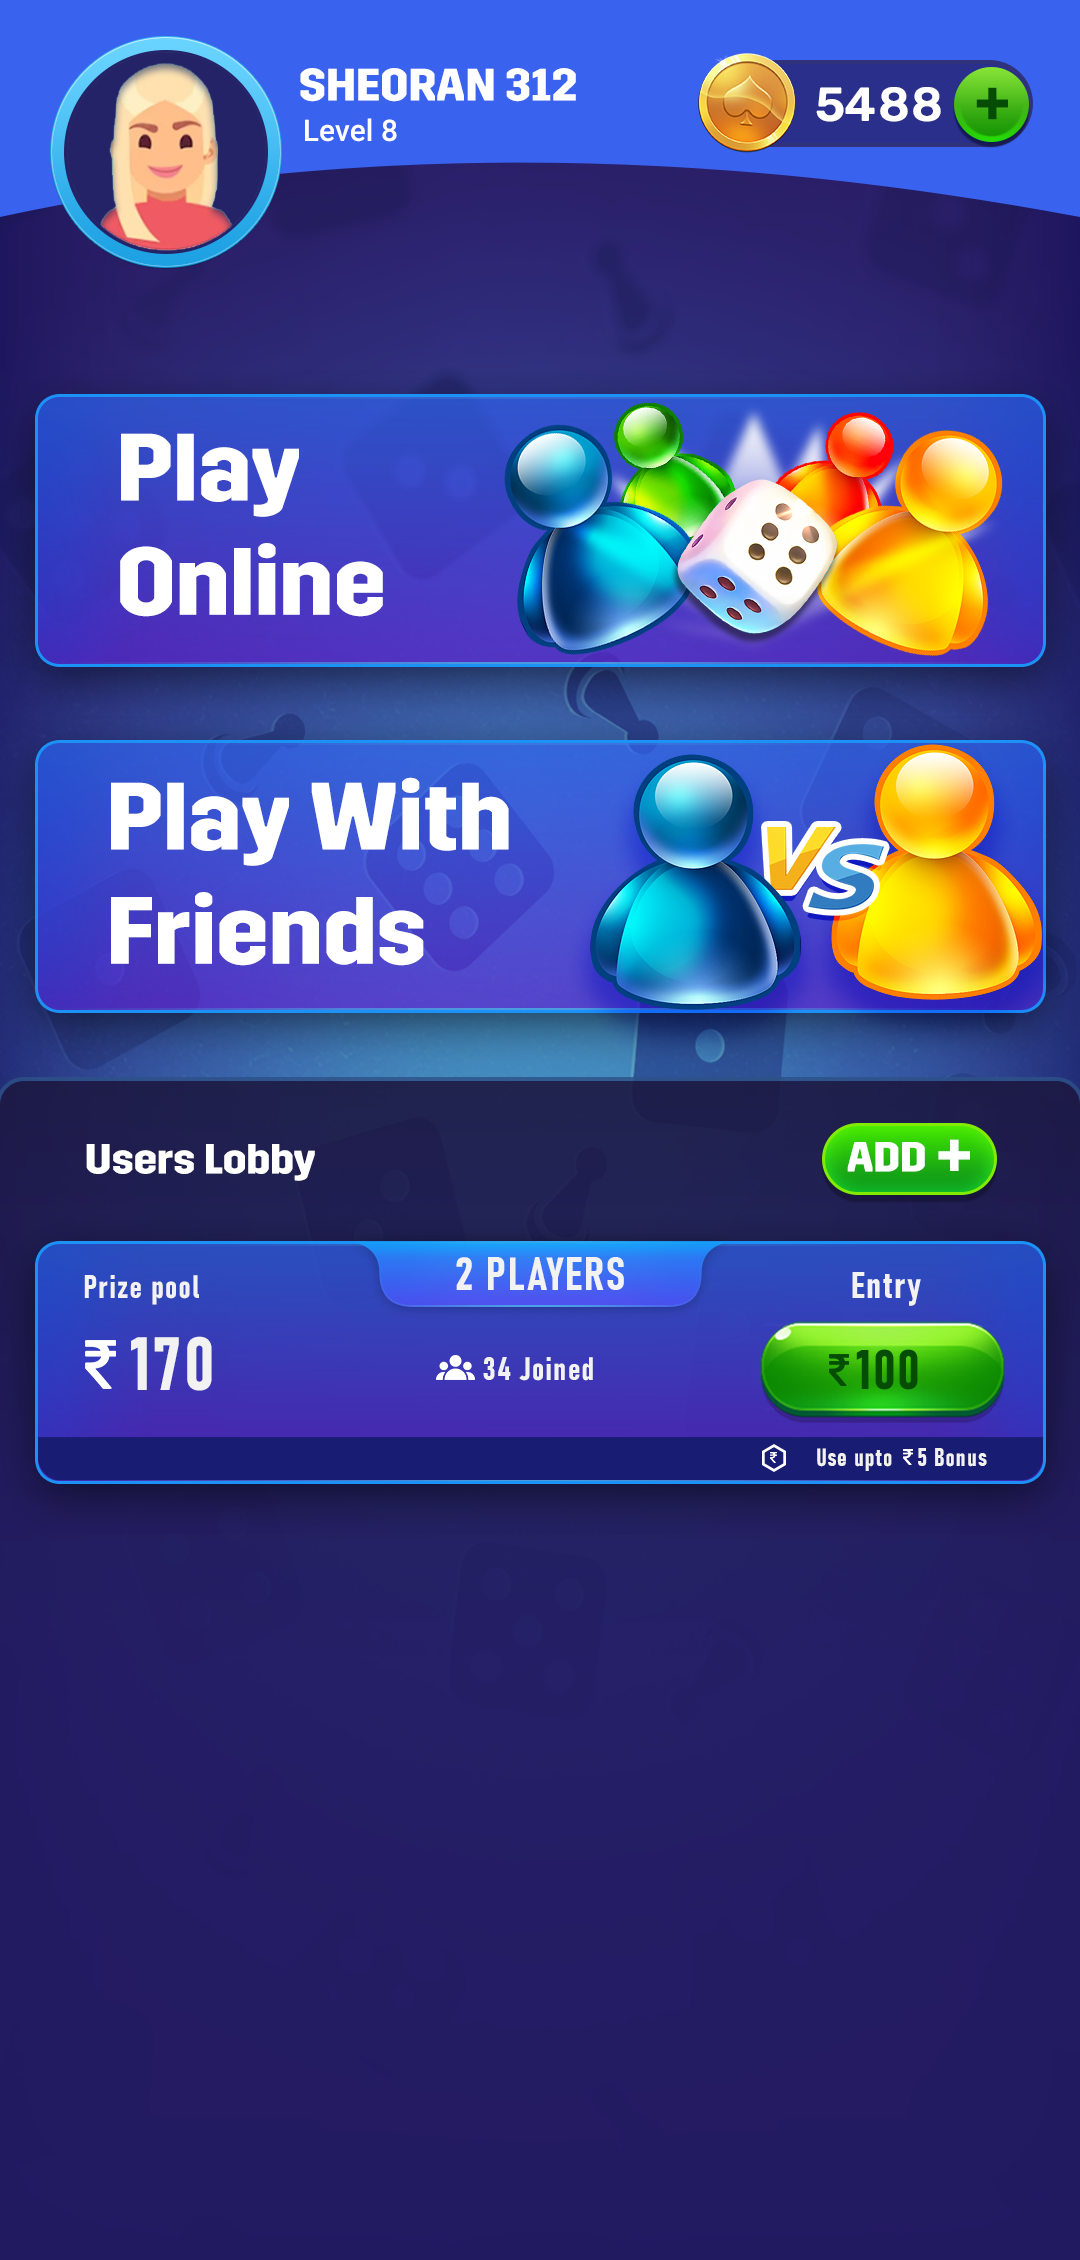 SHEORAN 312
Level 8
5488
Play
Online
Play With
Friends
VS
Users Lobby
ADD +
2 PLAYERS
Prize pool
Entry
₹ 170
34 Joined
₹100
Use upto ₹5 Bonus